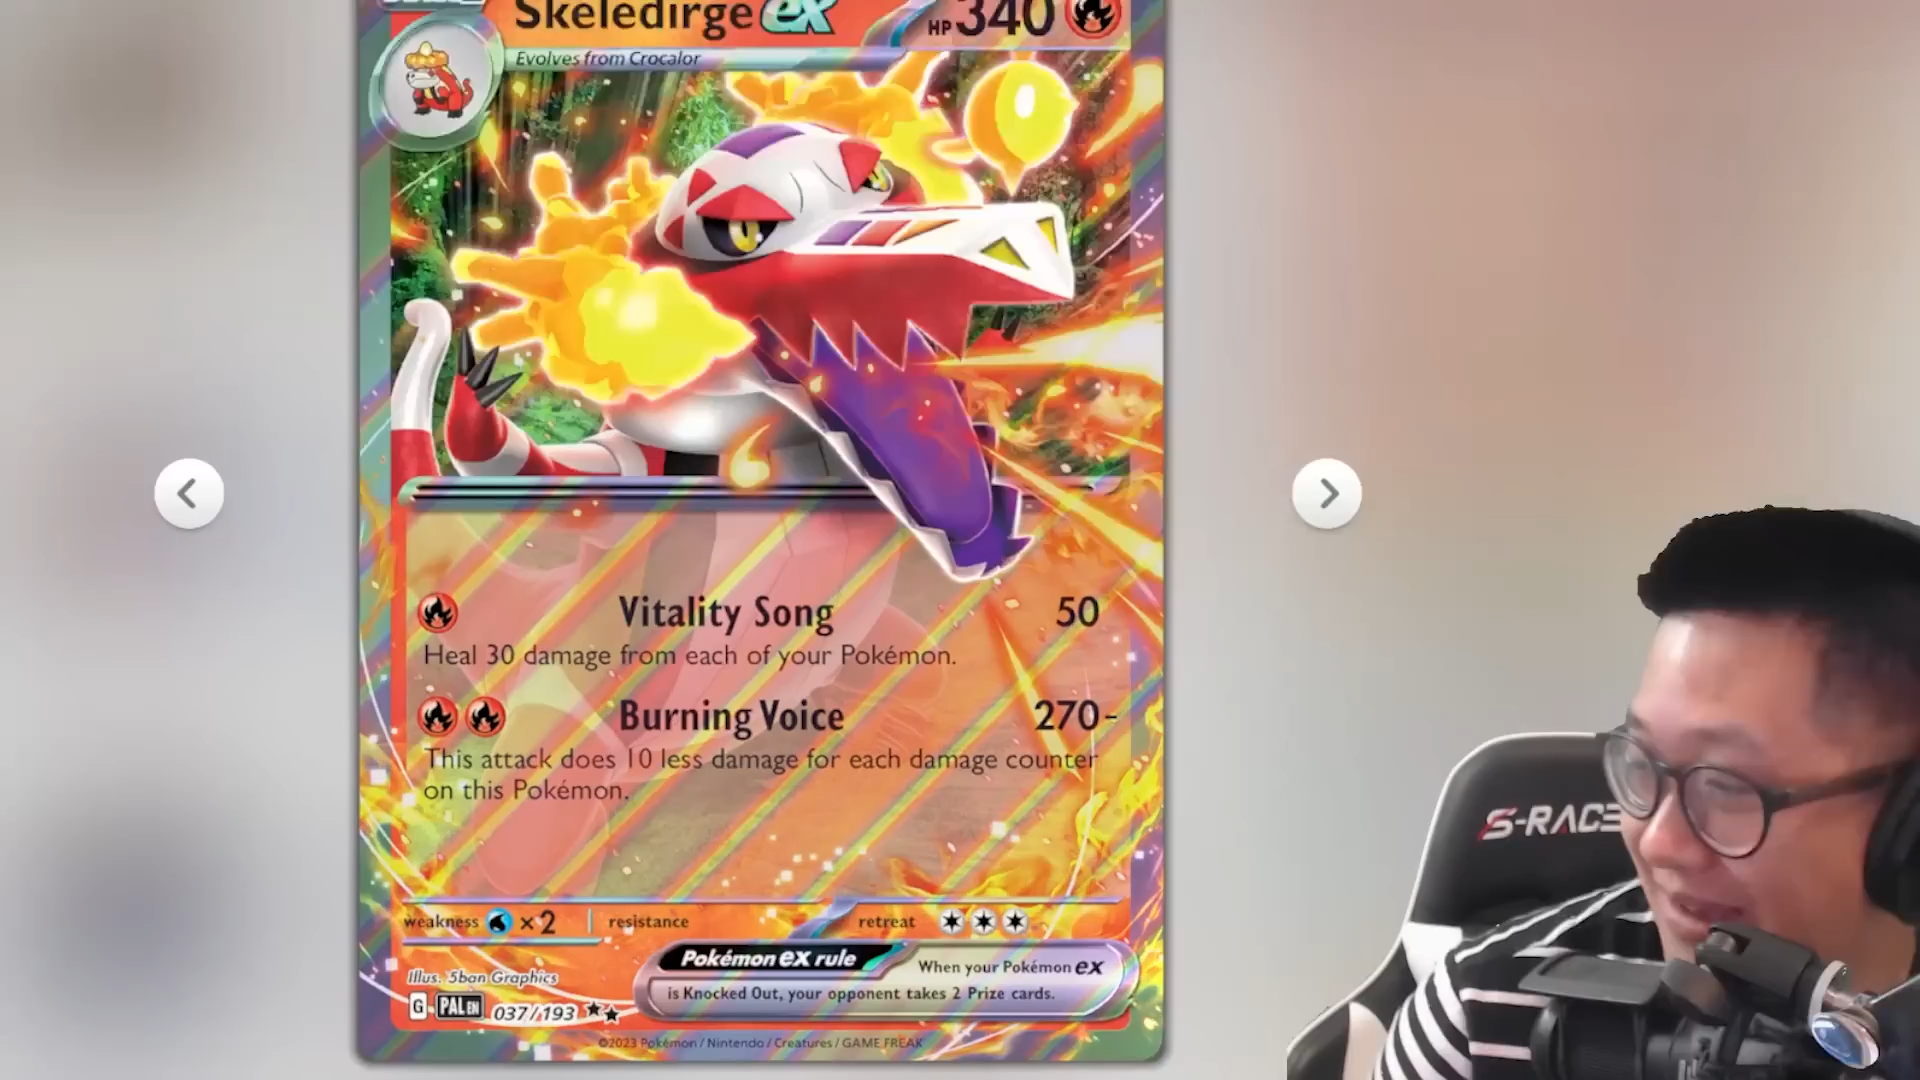 Skeledirge ex HP 340
Evolves from Crocalor
Vitality Song 50
Heal 30 damage from each of your Pokémon.
Burning Voice 270-
This attack does 10 less damage for each damage counter
on this Pokémon.
weakness ×2 resistance retreat
Pokémon ex rule When your Pokémon ex
is Knocked Out, your opponent takes 2 Prize cards.
Illus. 5ban Graphics
G PAL EN 037/193
©2023 Pokémon / Nintendo / Creatures / GAME FREAK
S-RACE